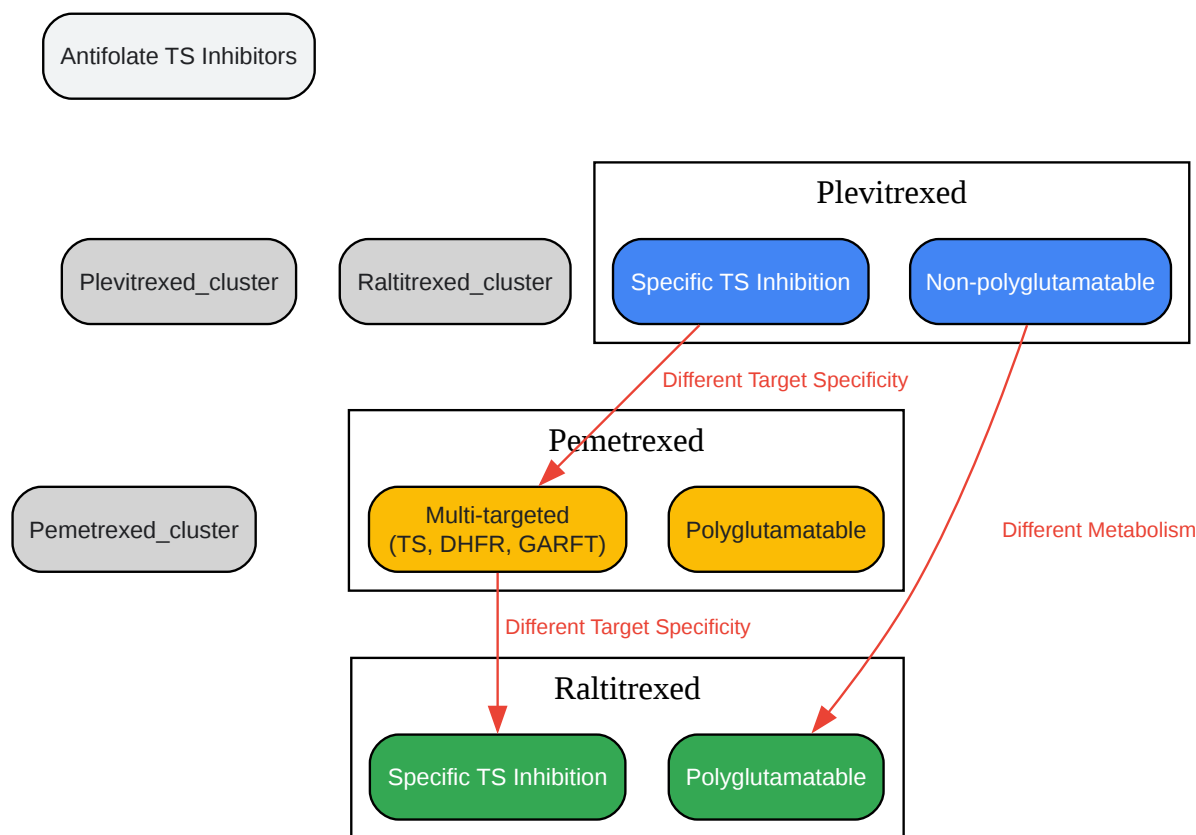 Antifolate TS Inhibitors
Plevitrexed
Plevitrexed_cluster
Raltitrexed_cluster
Specific TS Inhibition
Non-polyglutamatable
Different Target Specificity
Pemetrexed
Pemetrexed_cluster
Multi-targeted
(TS, DHFR, GARFT)
Polyglutamatable
Different Metabolism
Different Target Specificity
Raltitrexed
Specific TS Inhibition
Polyglutamatable